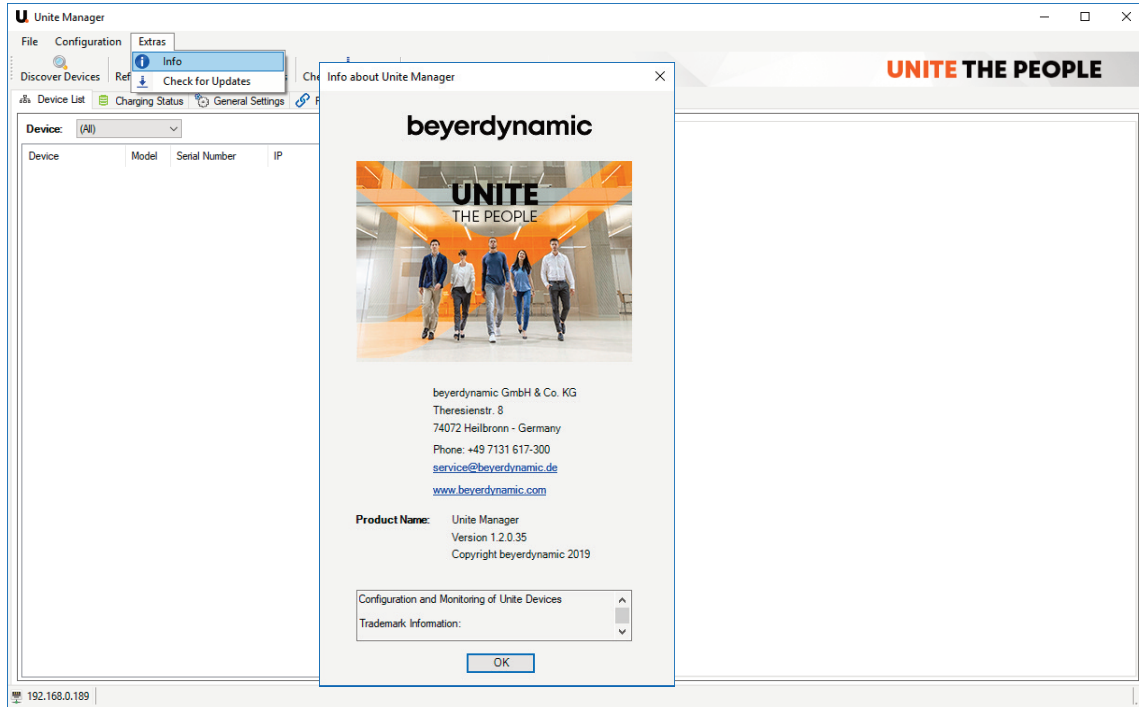 U. Unite Manager
File Configuration Extras
Info
Check for Updates
Discover Devices Ref
UNITE THE PEOPLE
Device List Charging Status General Settings
Device: (All)
Device Model Serial Number IP
Info about Unite Manager
beyerdynamic
UNITE
THE PEOPLE
beyerdynamic GmbH & Co. KG
Theresienstr. 8
74072 Heilbronn - Germany
Phone: +49 7131 617-300
service@beyerdynamic.de
www.beyerdynamic.com
Product Name: Unite Manager
Version 1.2.0.35
Copyright beyerdynamic 2019
Configuration and Monitoring of Unite Devices
Trademark Information:
OK
192.168.0.189